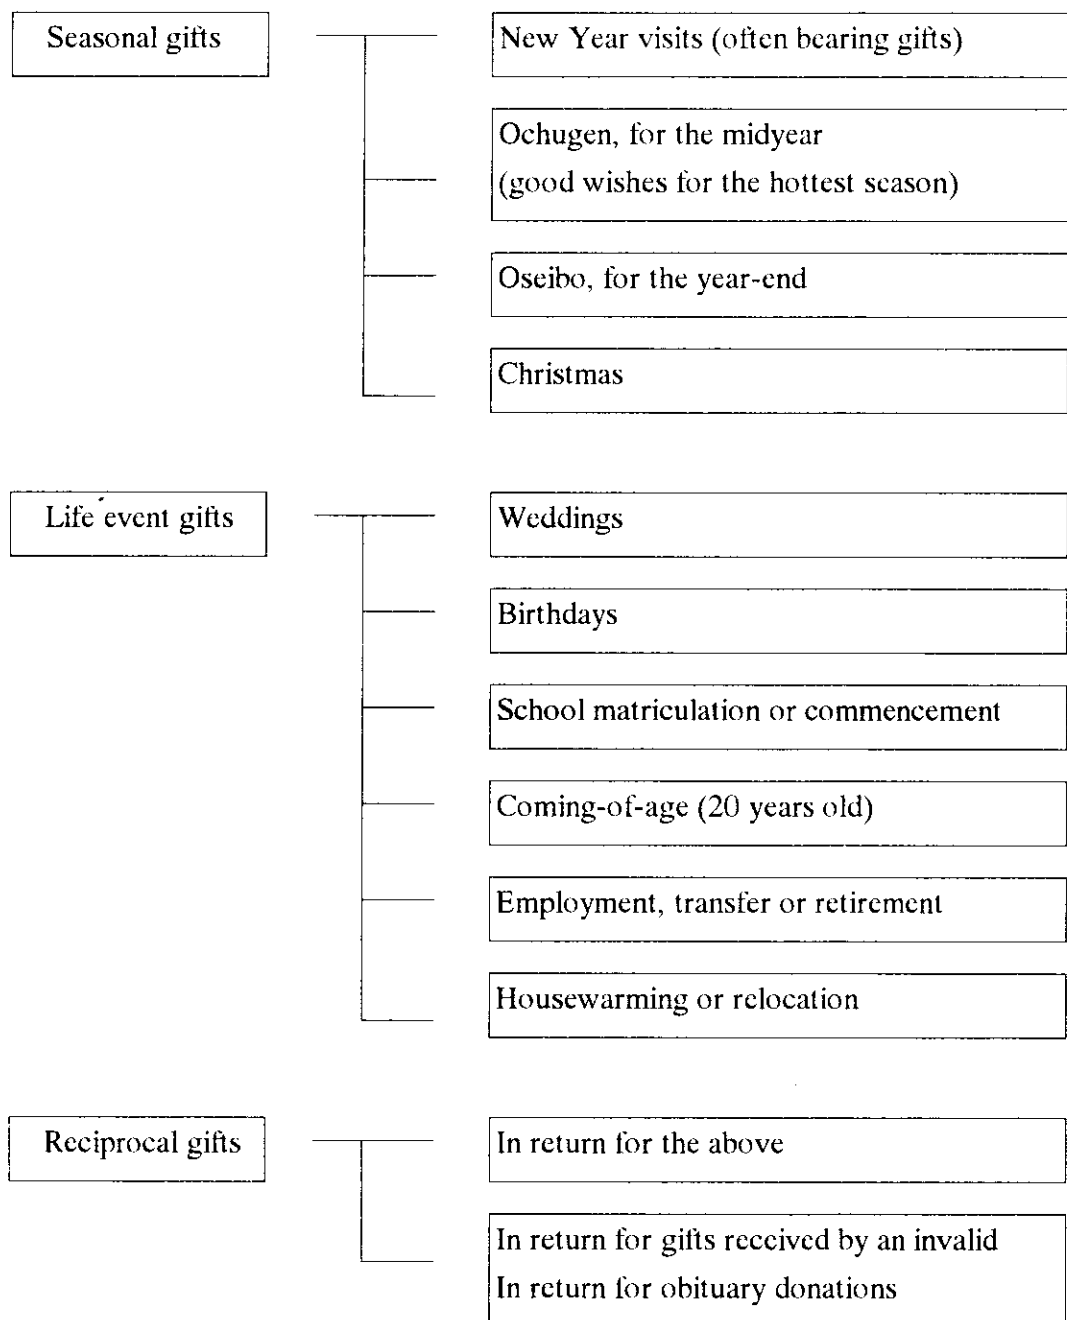 Seasonal gifts
New Year visits (often bearing gifts)
Ochugen, for the midyear
(good wishes for the hottest season)
Oseibo, for the year-end
Christmas
Life event gifts
Weddings
Birthdays
School matriculation or commencement
Coming-of-age (20 years old)
Employment, transfer or retirement
Housewarming or relocation
Reciprocal gifts
In return for the above
In return for gifts received by an invalid
In return for obituary donations